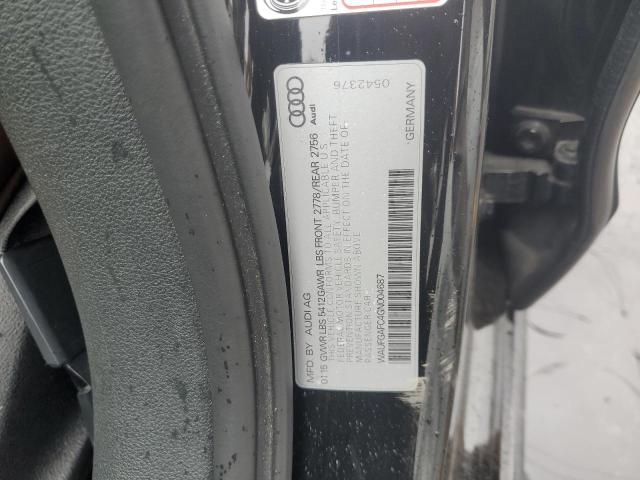 MFD. BY AUDI AG
Audi
01.16 GVWR LBS 5412 GAWR LBS FRONT 2778/REAR 2756
THIS VEHICLE CONFORMS TO ALL APPLICABLE U.S.
FEDERAL MOTOR VEHICLE SAFETY, BUMPER AND THEFT
PREVENTION STANDARDS IN EFFECT ON THE DATE OF
MANUFACTURE SHOWN ABOVE.
PASSENGER CAR
WAUFGAFC4GN004687
0542376
GERMANY